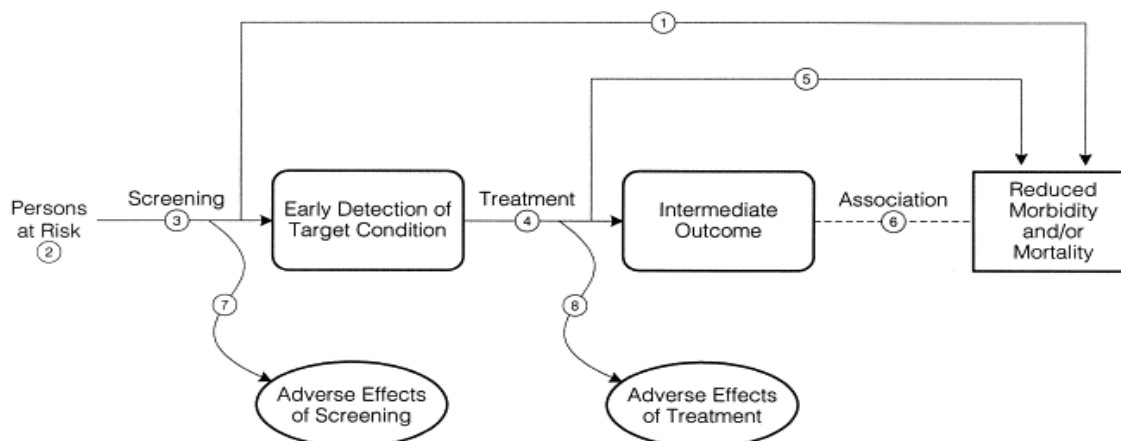 1
5
Persons
at Risk
2
Screening
3
Early Detection of
Target Condition
Treatment
4
Intermediate
Outcome
Association
6
Reduced
Morbidity
and/or
Mortality
7
8
Adverse Effects
of Screening
Adverse Effects
of Treatment